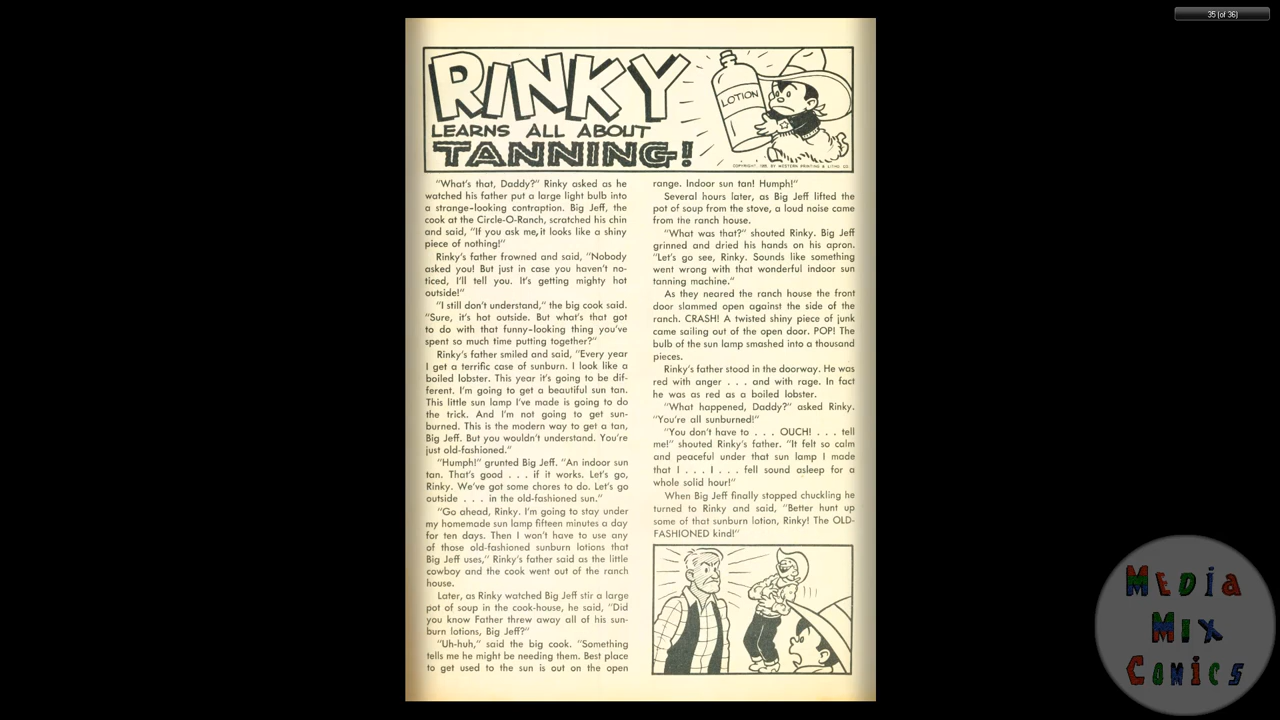 35 (of 36)
RINKY
LEARNS ALL ABOUT
TANNING!
LOTION
COPYRIGHT, 1955, BY WESTERN PRINTING & LITHO CO.
"What's that, Daddy?" Rinky asked as he
watched his father put a large light bulb into
a strange-looking contraption. Big Jeff, the
cook at the Circle-O-Ranch, scratched his chin
and said, "If you ask me, it looks like a shiny
piece of nothing!"
Rinky's father frowned and said, "Nobody
asked you! But just in case you haven't no-
ticed, I'll tell you. It's getting mighty hot
outside!"
"I still don't understand," the big cook said.
"Sure, it's hot outside. But what's that got
to do with that funny-looking thing you've
spent so much time putting together?"
Rinky's father smiled and said, "Every year
I get a terrific case of sunburn. I look like a
boiled lobster. This year it's going to be dif-
ferent. I'm going to get a beautiful sun tan.
This little sun lamp I've made is going to do
the trick. And I'm not going to get sun-
burned. This is the modern way to get a tan,
Big Jeff. But you wouldn't understand. You're
just old-fashioned."
"Humph!" grunted Big Jeff. "An indoor sun
tan. That's good . . . if it works. Let's go,
Rinky. We've got some chores to do. Let's go
outside . . . in the old-fashioned sun."
"Go ahead, Rinky. I'm going to stay under
my homemade sun lamp fifteen minutes a day
for ten days. Then I won't have to use any
of those old-fashioned sunburn lotions that
Big Jeff uses," Rinky's father said as the little
cowboy and the cook went out of the ranch
house.
Later, as Rinky watched Big Jeff stir a large
pot of soup in the cook-house, he said, "Did
you know Father threw away all of his sun-
burn lotions, Big Jeff?"
"Uh-huh," said the big cook. "Something
tells me he might be needing them. Best place
to get used to the sun is out on the open
range. Indoor sun tan! Humph!"
Several hours later, as Big Jeff lifted the
pot of soup from the stove, a loud noise came
from the ranch house.
"What was that?" shouted Rinky. Big Jeff
grinned and dried his hands on his apron.
"Let's go see, Rinky. Sounds like something
went wrong with that wonderful indoor sun
tanning machine."
As they neared the ranch house the front
door slammed open against the side of the
ranch. CRASH! A twisted shiny piece of junk
came sailing out of the open door. POP! The
bulb of the sun lamp smashed into a thousand
pieces.
Rinky's father stood in the doorway. He was
red with anger . . . and with rage. In fact
he was as red as a boiled lobster.
"What happened, Daddy?" asked Rinky.
"You're all sunburned!"
"You don't have to . . . OUCH! . . . tell
me!" shouted Rinky's father. "It felt so calm
and peaceful under that sun lamp I made
that I . . . I . . . fell sound asleep for a
whole solid hour!"
When Big Jeff finally stopped chuckling he
turned to Rinky and said, "Better hunt up
some of that sunburn lotion, Rinky! The OLD-
FASHIONED kind!"
MEDIA
MIX
COMICS